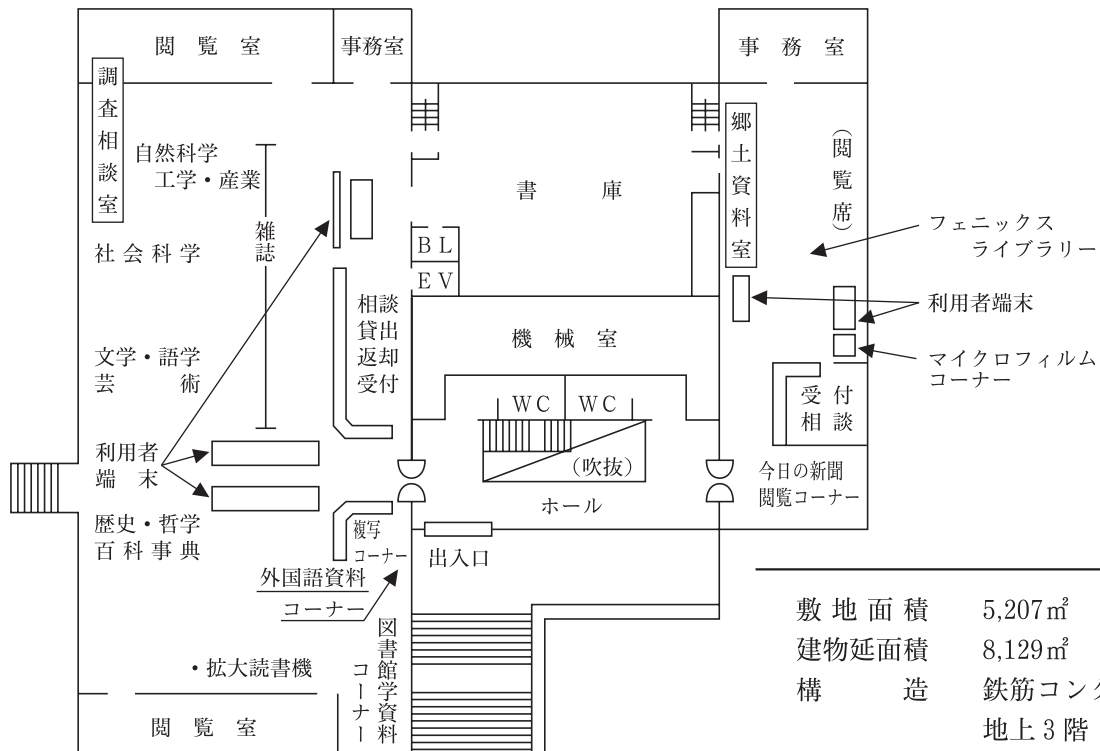 閲覧室
事務室
事務室
調査相談室
自然科学
工学・産業
雑誌
社会科学
文学・語学
芸術
利用者
端末
歴史・哲学
百科事典
外国語資料
コーナー
・拡大読書機
閲覧室
図書館学資料
コーナー
相談
貸出
返却
受付
複写
コーナー
書庫
BL
EV
機械室
WC
WC
(吹抜)
ホール
出入口
郷土資料室
(閲覧席)
フェニックス
ライブラリー
利用者端末
マイクロフィルム
コーナー
受付
相談
今日の新聞
閲覧コーナー
敷地面積 5,207㎡
建物延面積 8,129㎡
構造 鉄筋コンク
地上3階